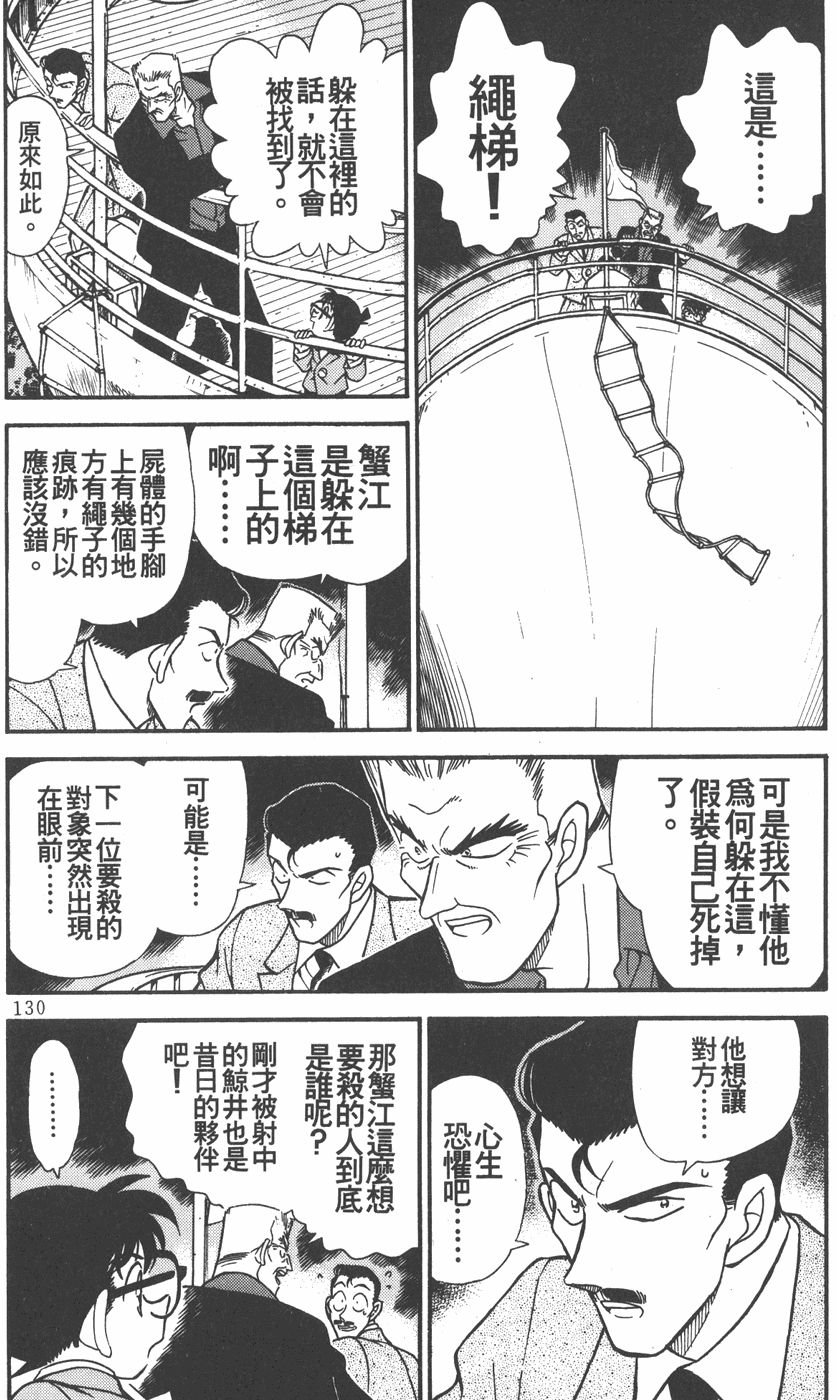 這是……
繩梯！
躲在這裡的
話，就不會
被找到了。
原來如此。
蟹江
是躲在
這個梯
子上的
啊……
屍體的手腳
上有幾個地
方有繩子的
痕跡，所以
應該沒錯。
可是我不懂他
爲何躲在這，
假裝自己死掉
了。
可能是……
下一位要殺的
對象突然出現
在眼前……
130
他想讓
對方……
心生
恐懼吧……
那蟹江這麼想
要殺的人到底
是誰呢？
剛才被射中
的鯨井也是
昔日的夥伴
吧！
………